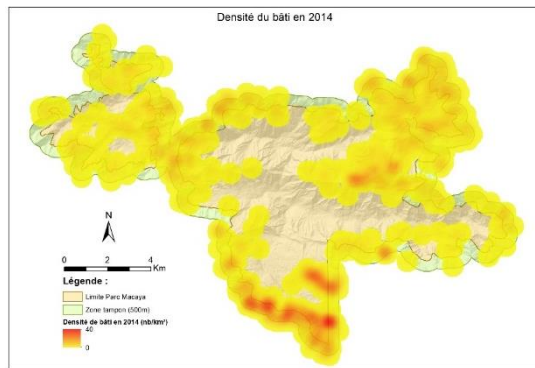 Densité du bâti en 2014
N
0 2 4
Km
Légende :
Limite Parc Macaya
Zone tampon (500m)
Densité de bâti en 2014 (nb/km²)
40
0